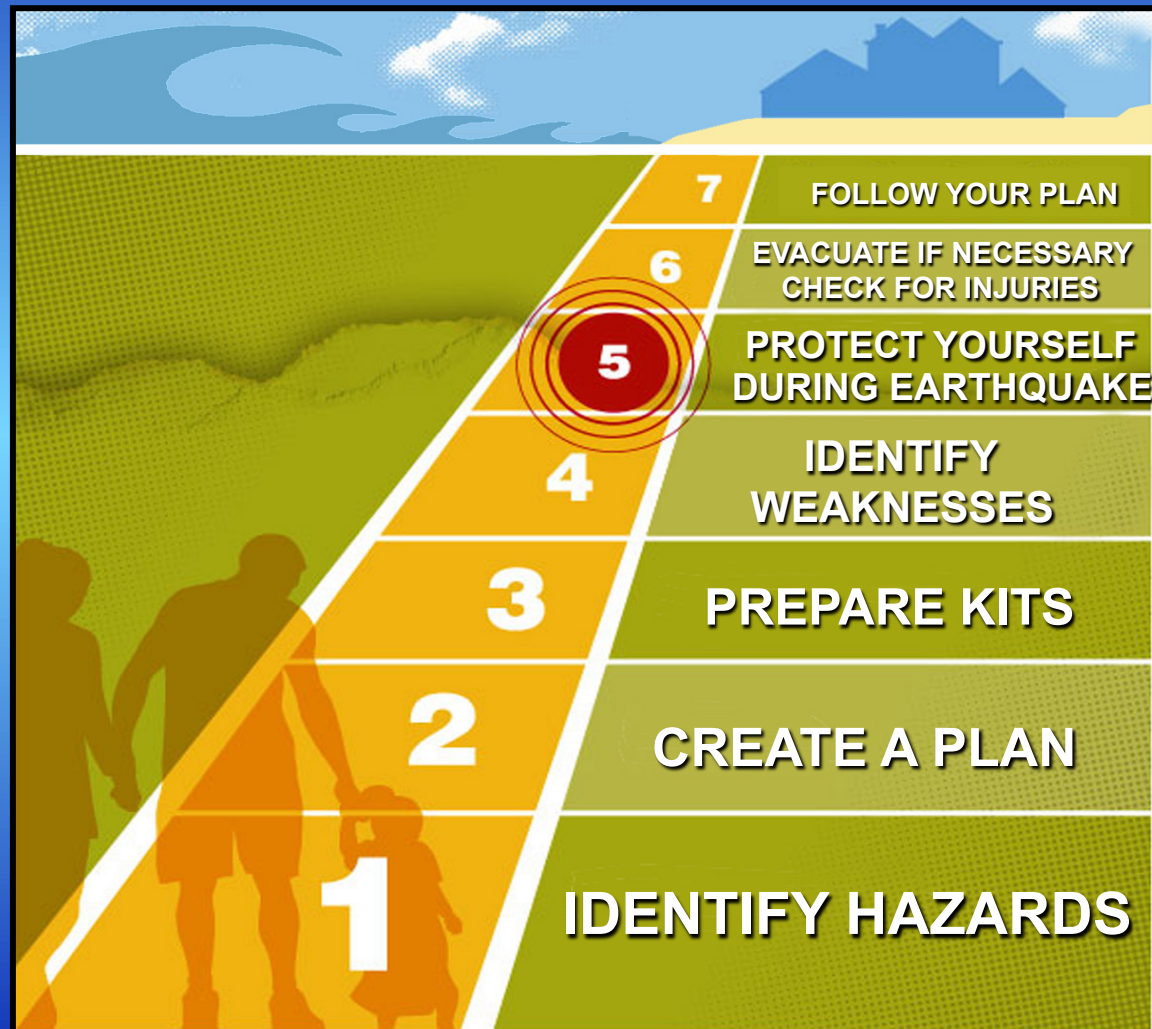 7 FOLLOW YOUR PLAN
6 EVACUATE IF NECESSARY
CHECK FOR INJURIES
5 PROTECT YOURSELF
DURING EARTHQUAKE
4 IDENTIFY
WEAKNESSES
3 PREPARE KITS
2 CREATE A PLAN
1 IDENTIFY HAZARDS